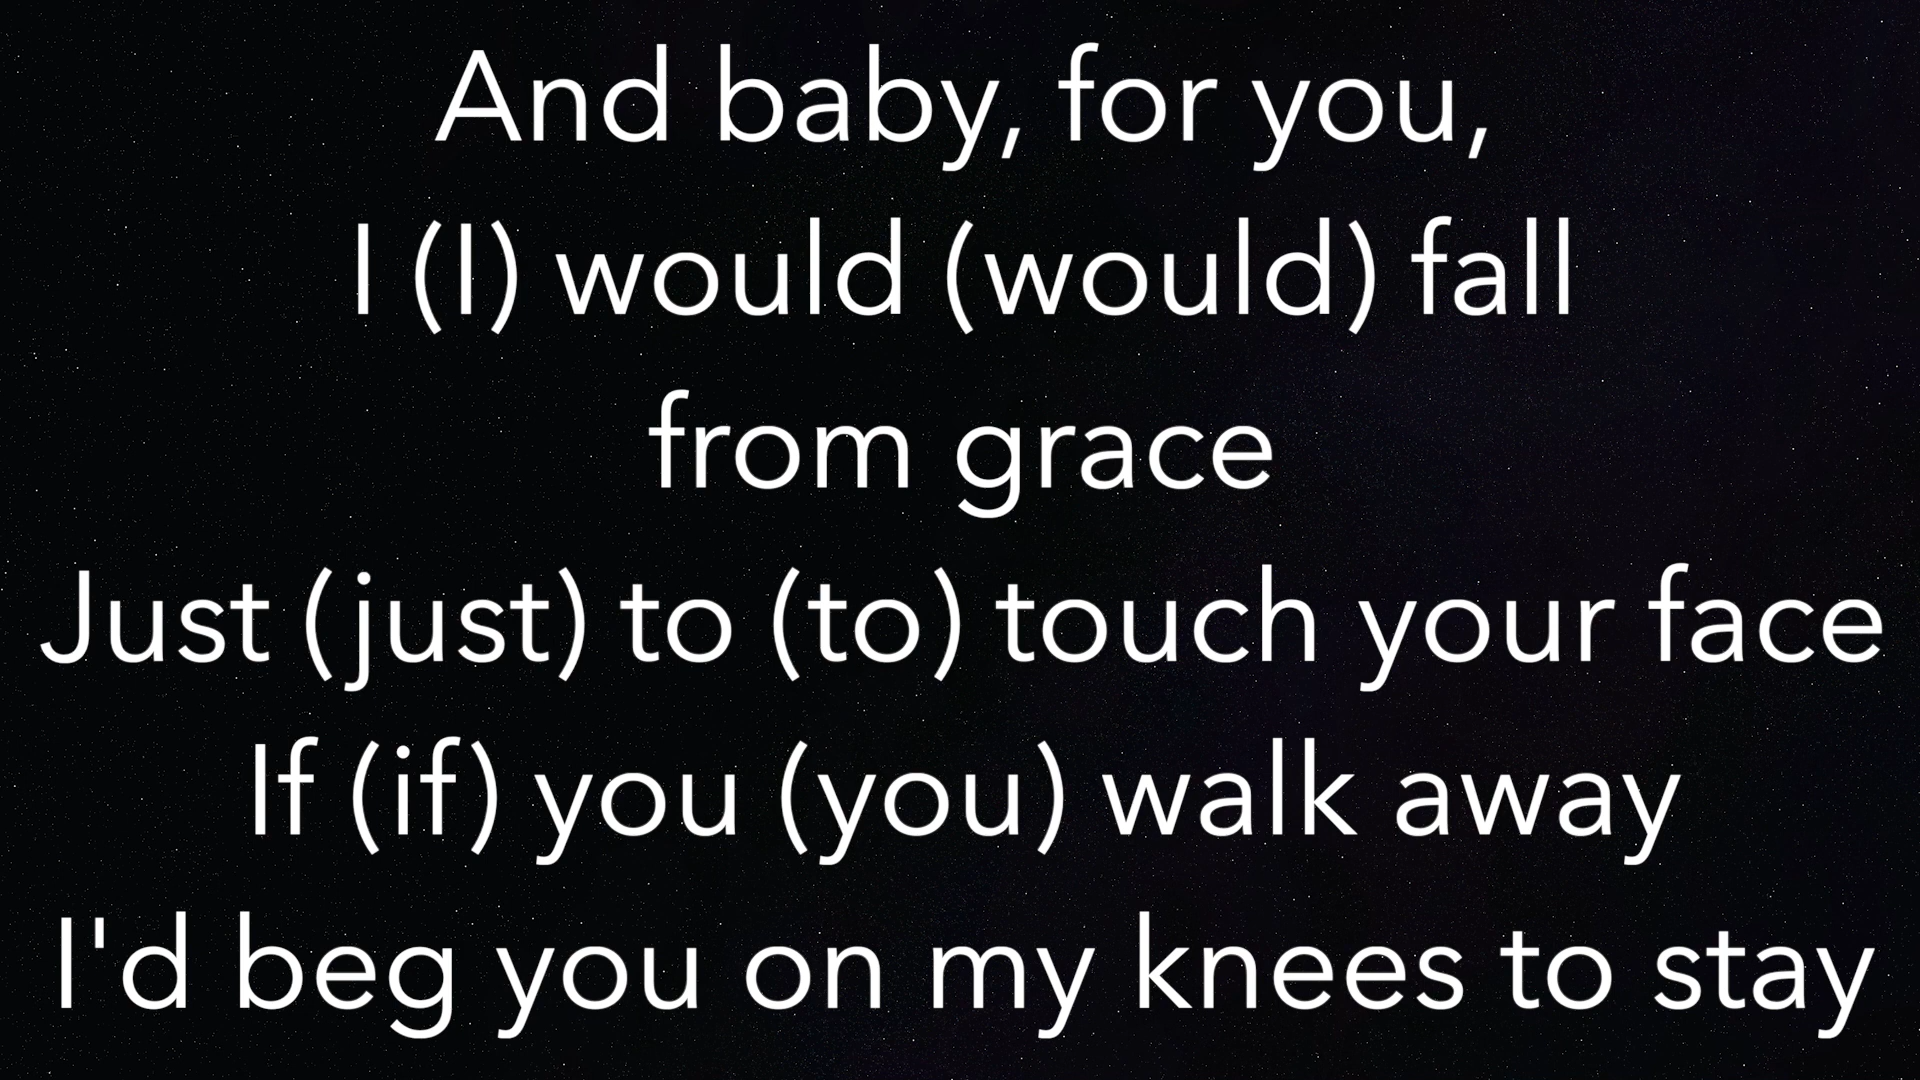 And baby, for you,
I (I) would (would) fall
from grace
Just (just) to (to) touch your face
If (if) you (you) walk away
I'd beg you on my knees to stay